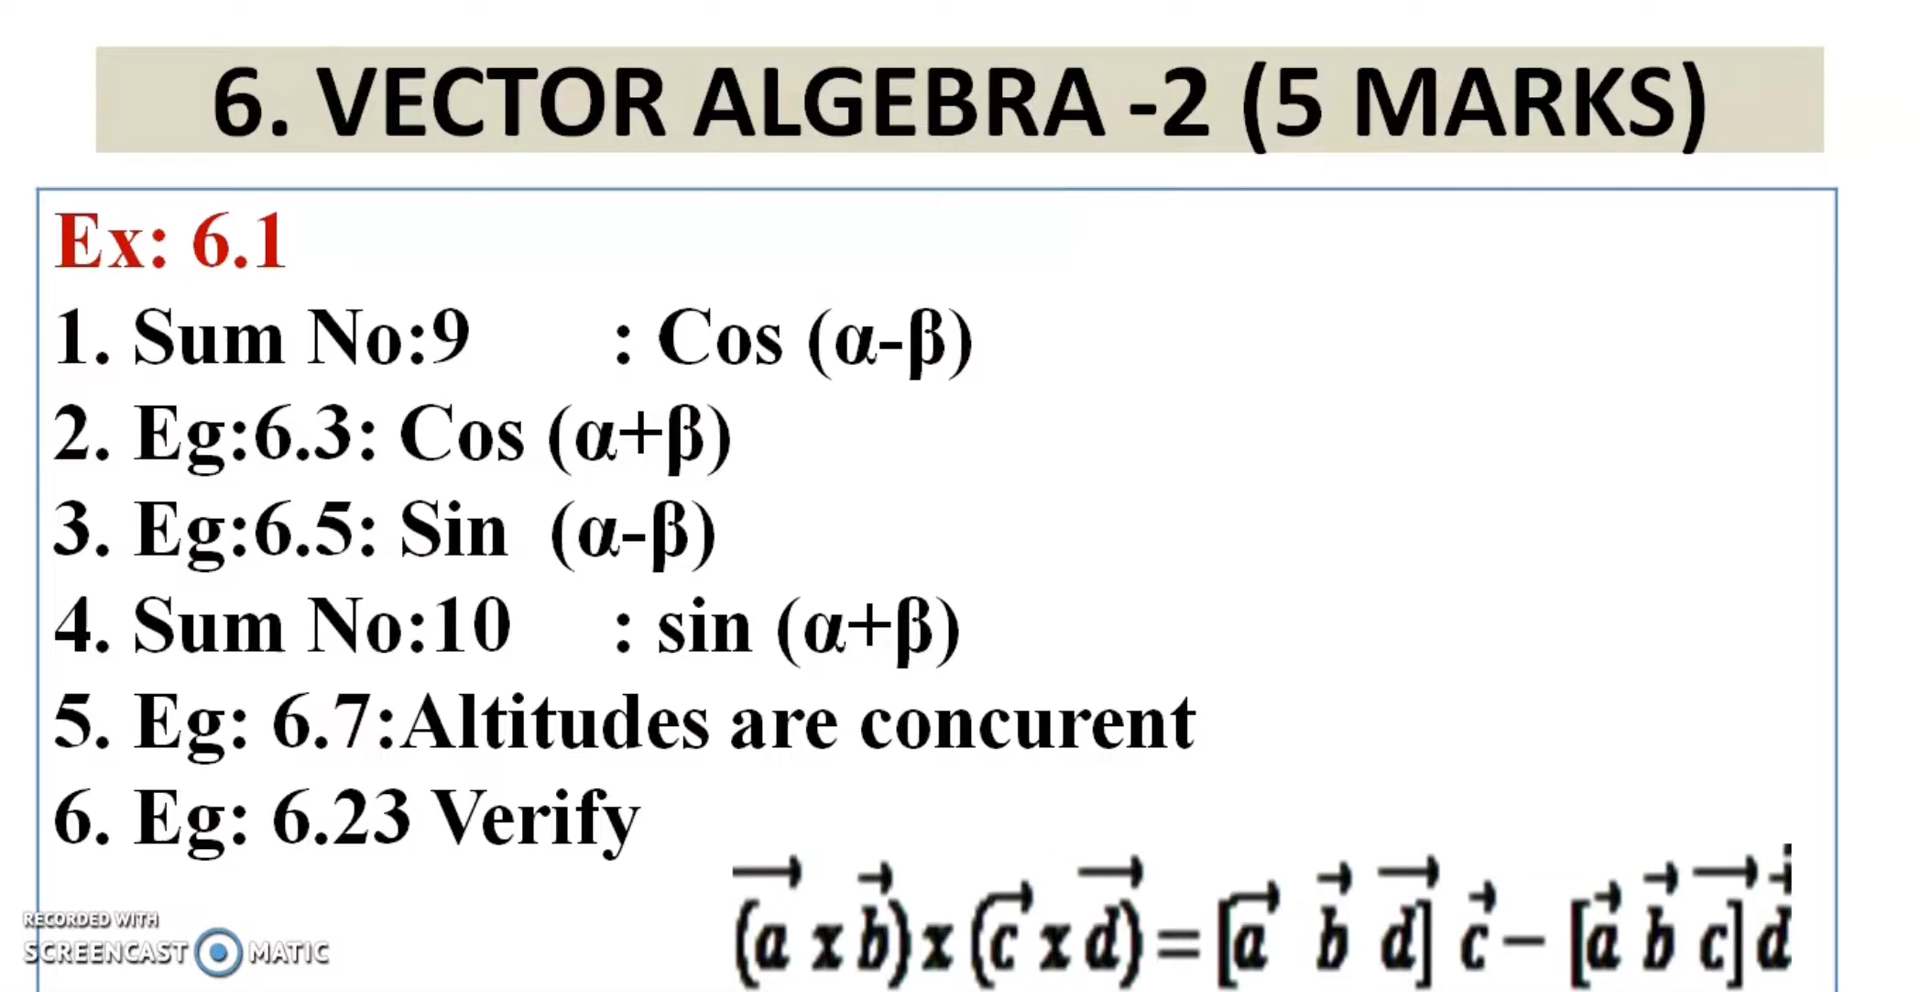 6. VECTOR ALGEBRA -2 (5 MARKS)
Ex: 6.1
1. Sum No:9 : Cos (α-β)
2. Eg:6.3: Cos (α+β)
3. Eg:6.5: Sin (α-β)
4. Sum No:10 : sin (α+β)
5. Eg: 6.7:Altitudes are concurent
6. Eg: 6.23 Verify
(a⃗ x b⃗) x (c⃗ x d⃗) = [a⃗ b⃗ d⃗] c⃗ – [a⃗ b⃗ c⃗] d⃗
RECORDED WITH
SCREENCAST MATIC